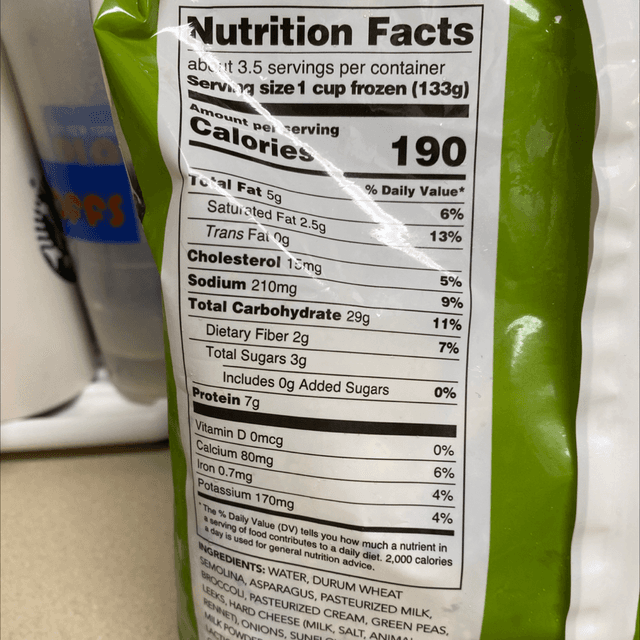 Nutrition Facts
about 3.5 servings per container
Serving size 1 cup frozen (133g)
Amount per serving
Calories 190
% Daily Value*
Total Fat 5g 6%
Saturated Fat 2.5g 13%
Trans Fat 0g
Cholesterol 15mg 5%
Sodium 210mg 9%
Total Carbohydrate 29g 11%
Dietary Fiber 2g 7%
Total Sugars 3g
Includes 0g Added Sugars 0%
Protein 7g
Vitamin D 0mcg 0%
Calcium 80mg 6%
Iron 0.7mg 4%
Potassium 170mg 4%
* The % Daily Value (DV) tells you how much a nutrient in
a serving of food contributes to a daily diet. 2,000 calories
a day is used for general nutrition advice.
INGREDIENTS: WATER, DURUM WHEAT
SEMOLINA, ASPARAGUS, PASTEURIZED MILK,
BROCCOLI, PASTEURIZED CREAM, GREEN PEAS,
LEEKS, HARD CHEESE (MILK, SALT, ANIMAL
RENNET), ONIONS,
MILK